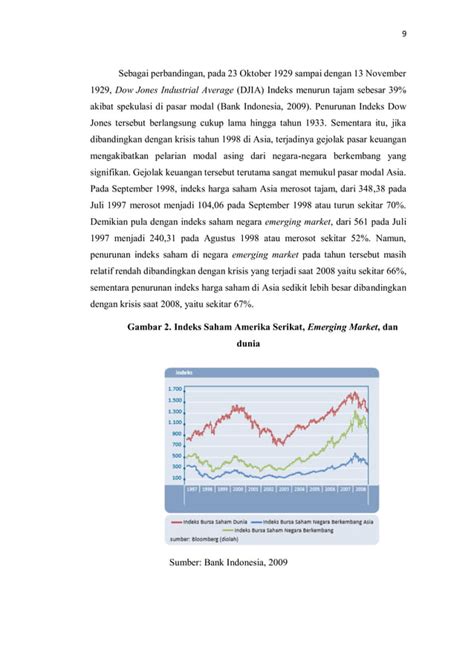 9
Sebagai perbandingan, pada 23 Oktober 1929 sampai dengan 13 November
1929, Dow Jones Industrial Average (DJIA) Indeks menurun tajam sebesar 39%
akibat spekulasi di pasar modal (Bank Indonesia, 2009). Penurunan Indeks Dow
Jones tersebut berlangsung cukup lama hingga tahun 1933. Sementara itu, jika
dibandingkan dengan krisis tahun 1998 di Asia, terjadinya gejolak pasar keuangan
mengakibatkan pelarian modal asing dari negara-negara berkembang yang
signifikan. Gejolak keuangan tersebut terutama sangat memukul pasar modal Asia.
Pada September 1998, indeks harga saham Asia merosot tajam, dari 348,38 pada
Juli 1997 merosot menjadi 104,06 pada September 1998 atau turun sekitar 70%.
Demikian pula dengan indeks saham negara emerging market, dari 561 pada Juli
1997 menjadi 240,31 pada Agustus 1998 atau merosot sekitar 52%. Namun,
penurunan indeks saham di negara emerging market pada tahun tersebut masih
relatif rendah dibandingkan dengan krisis yang terjadi saat 2008 yaitu sekitar 66%,
sementara penurunan indeks harga saham di Asia sedikit lebih besar dibandingkan
dengan krisis saat 2008, yaitu sekitar 67%.
Gambar 2. Indeks Saham Amerika Serikat, Emerging Market, dan
dunia
indeks
1.700
1.500
1.300
1.100
900
700
500
300
100
1997 1998 1999 2000 2001 2002 2003 2004 2005 2006 2007 2008
Indeks Bursa Saham Dunia Indeks Bursa Saham Negara Berkembang Asia
Indeks Bursa Saham Negara Berkembang
sumber: Bloomberg (diolah)
Sumber: Bank Indonesia, 2009